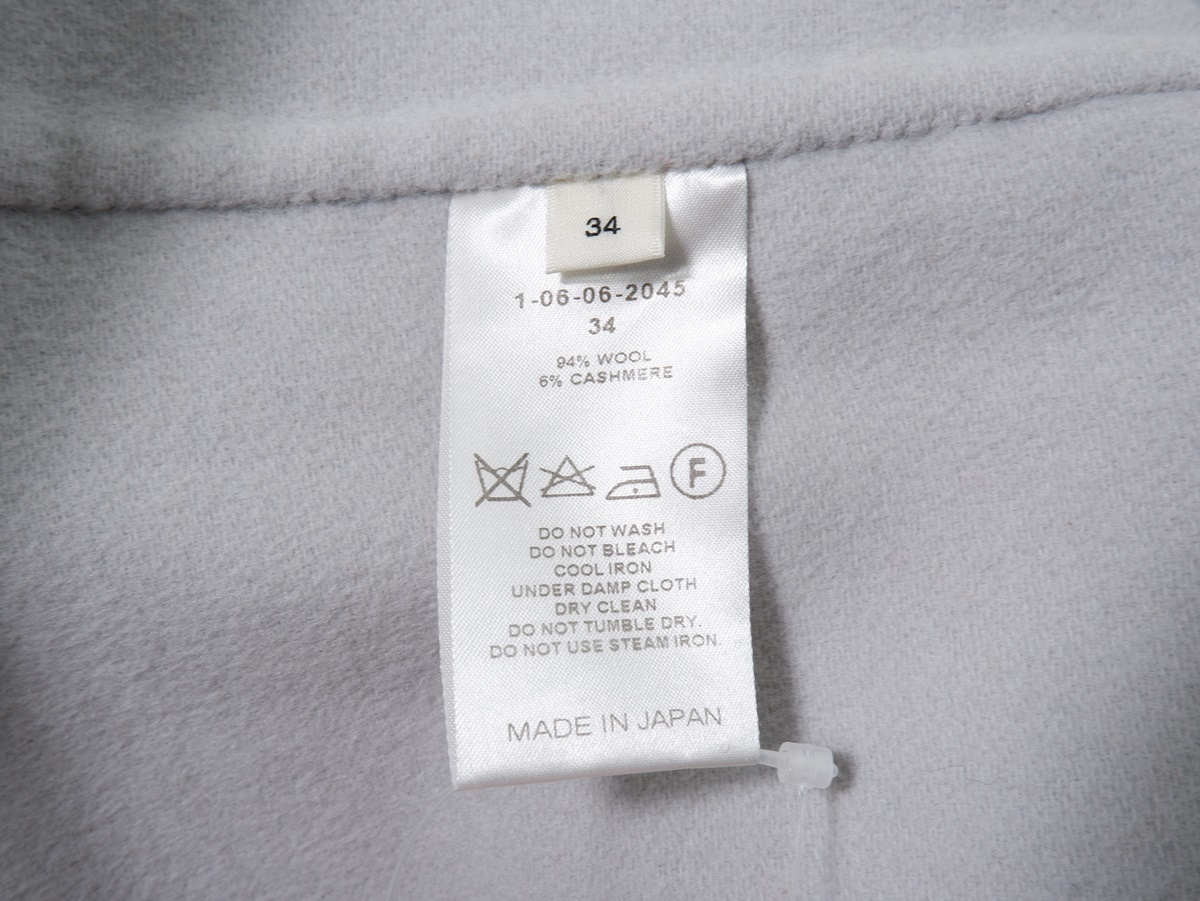 34
1-06-06-2045
34
94% WOOL
6% CASHMERE
F
DO NOT WASH
DO NOT BLEACH
COOL IRON
UNDER DAMP CLOTH
DRY CLEAN
DO NOT TUMBLE DRY.
DO NOT USE STEAM IRON.
MADE IN JAPAN